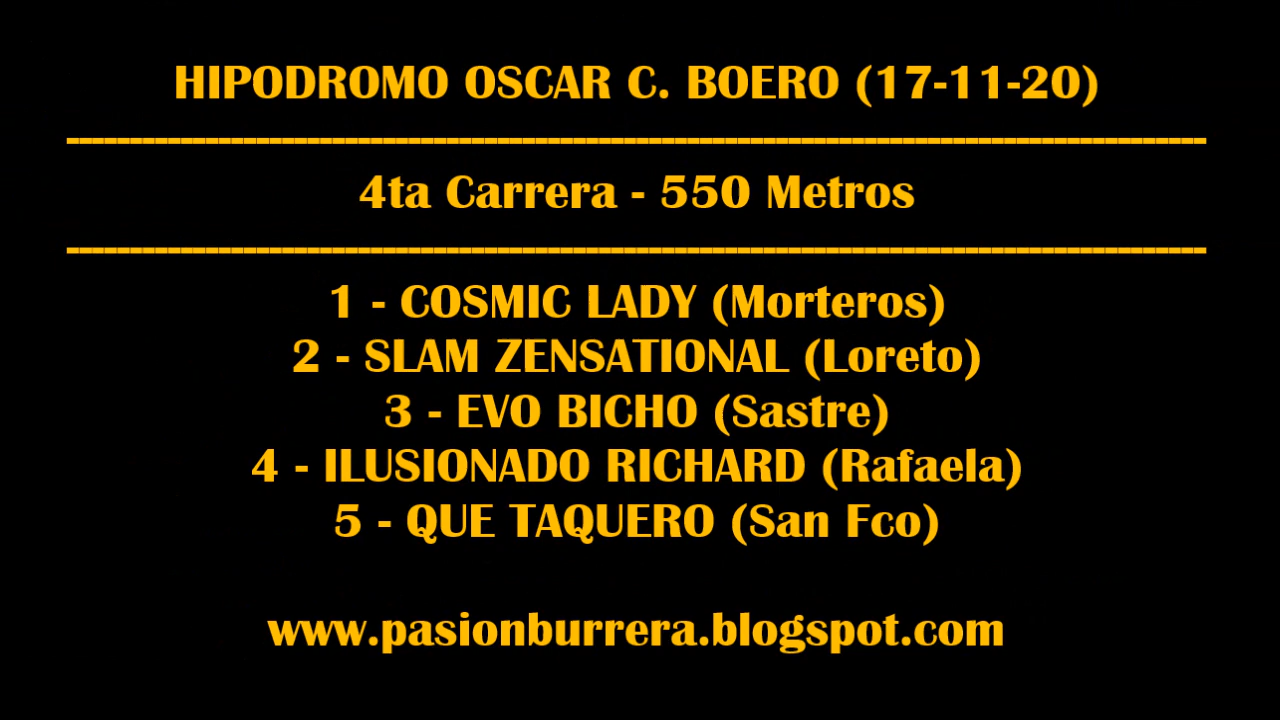 HIPODROMO OSCAR C. BOERO (17-11-20)
4ta Carrera - 550 Metros
1 - COSMIC LADY (Morteros)
2 - SLAM ZENSATIONAL (Loreto)
3 - EVO BICHO (Sastre)
4 - ILUSIONADO RICHARD (Rafaela)
5 - QUE TAQUERO (San Fco)
www.pasionburrera.blogspot.com